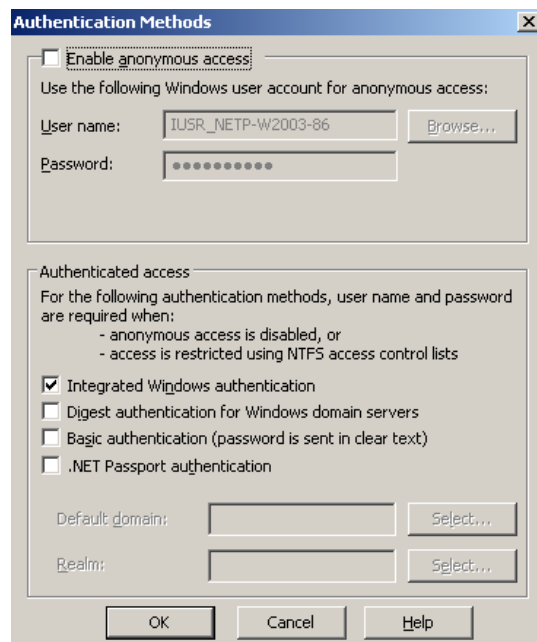 Authentication Methods
Enable anonymous access
Use the following Windows user account for anonymous access:
User name: IUSR_NETP-W2003-86 Browse...
Password: ●●●●●●●●●●
Authenticated access
For the following authentication methods, user name and password
are required when:
- anonymous access is disabled, or
- access is restricted using NTFS access control lists
Integrated Windows authentication
Digest authentication for Windows domain servers
Basic authentication (password is sent in clear text)
.NET Passport authentication
Default domain: Select...
Realm: Select...
OK Cancel Help